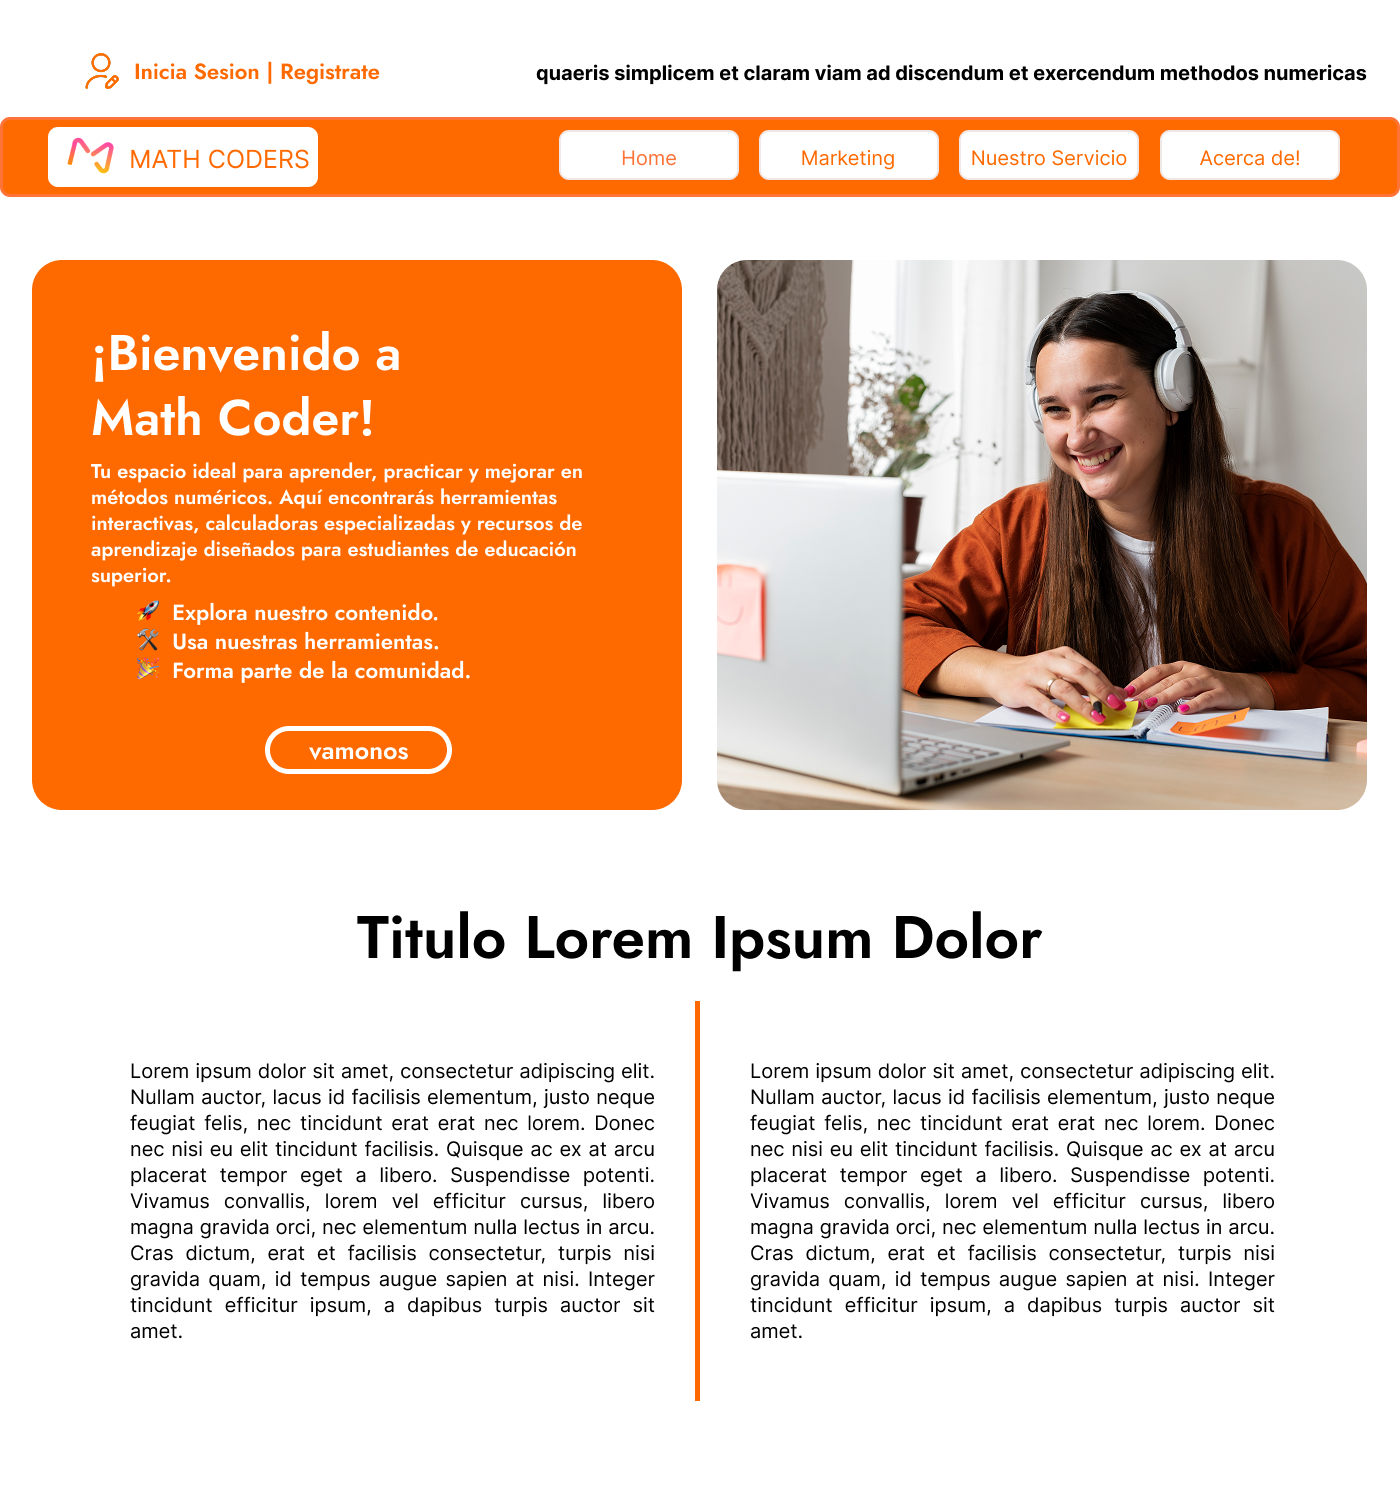 Inicia Sesion | Registrate
quaeris simplicem et claram viam ad discendum et exercendum methodos numericas
MATH CODERS
Home
Marketing
Nuestro Servicio
Acerca de!
¡Bienvenido a
Math Coder!
Tu espacio ideal para aprender, practicar y mejorar en
métodos numéricos. Aquí encontrarás herramientas
interactivas, calculadoras especializadas y recursos de
aprendizaje diseñados para estudiantes de educación
superior.
🚀 Explora nuestro contenido.
🛠 Usa nuestras herramientas.
🎉 Forma parte de la comunidad.
vamonos
Titulo Lorem Ipsum Dolor
Lorem ipsum dolor sit amet, consectetur adipiscing elit.
Nullam auctor, lacus id facilisis elementum, justo neque
feugiat felis, nec tincidunt erat erat nec lorem. Donec
nec nisi eu elit tincidunt facilisis. Quisque ac ex at arcu
placerat tempor eget a libero. Suspendisse potenti.
Vivamus convallis, lorem vel efficitur cursus, libero
magna gravida orci, nec elementum nulla lectus in arcu.
Cras dictum, erat et facilisis consectetur, turpis nisi
gravida quam, id tempus augue sapien at nisi. Integer
tincidunt efficitur ipsum, a dapibus turpis auctor sit
amet.
Lorem ipsum dolor sit amet, consectetur adipiscing elit.
Nullam auctor, lacus id facilisis elementum, justo neque
feugiat felis, nec tincidunt erat erat nec lorem. Donec
nec nisi eu elit tincidunt facilisis. Quisque ac ex at arcu
placerat tempor eget a libero. Suspendisse potenti.
Vivamus convallis, lorem vel efficitur cursus, libero
magna gravida orci, nec elementum nulla lectus in arcu.
Cras dictum, erat et facilisis consectetur, turpis nisi
gravida quam, id tempus augue sapien at nisi. Integer
tincidunt efficitur ipsum, a dapibus turpis auctor sit
amet.